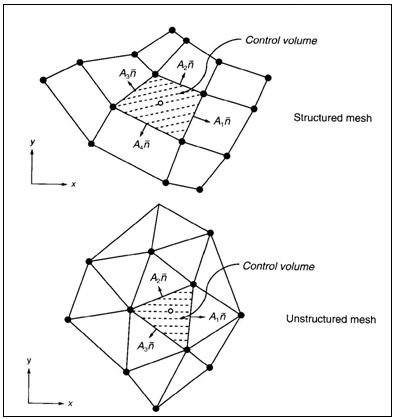 Control volume
A₃n̄
A₂n̄
A₁n̄
A₄n̄
Structured mesh
y
x
Control volume
A₂n̄
A₁n̄
A₃n̄
Unstructured mesh
y
x